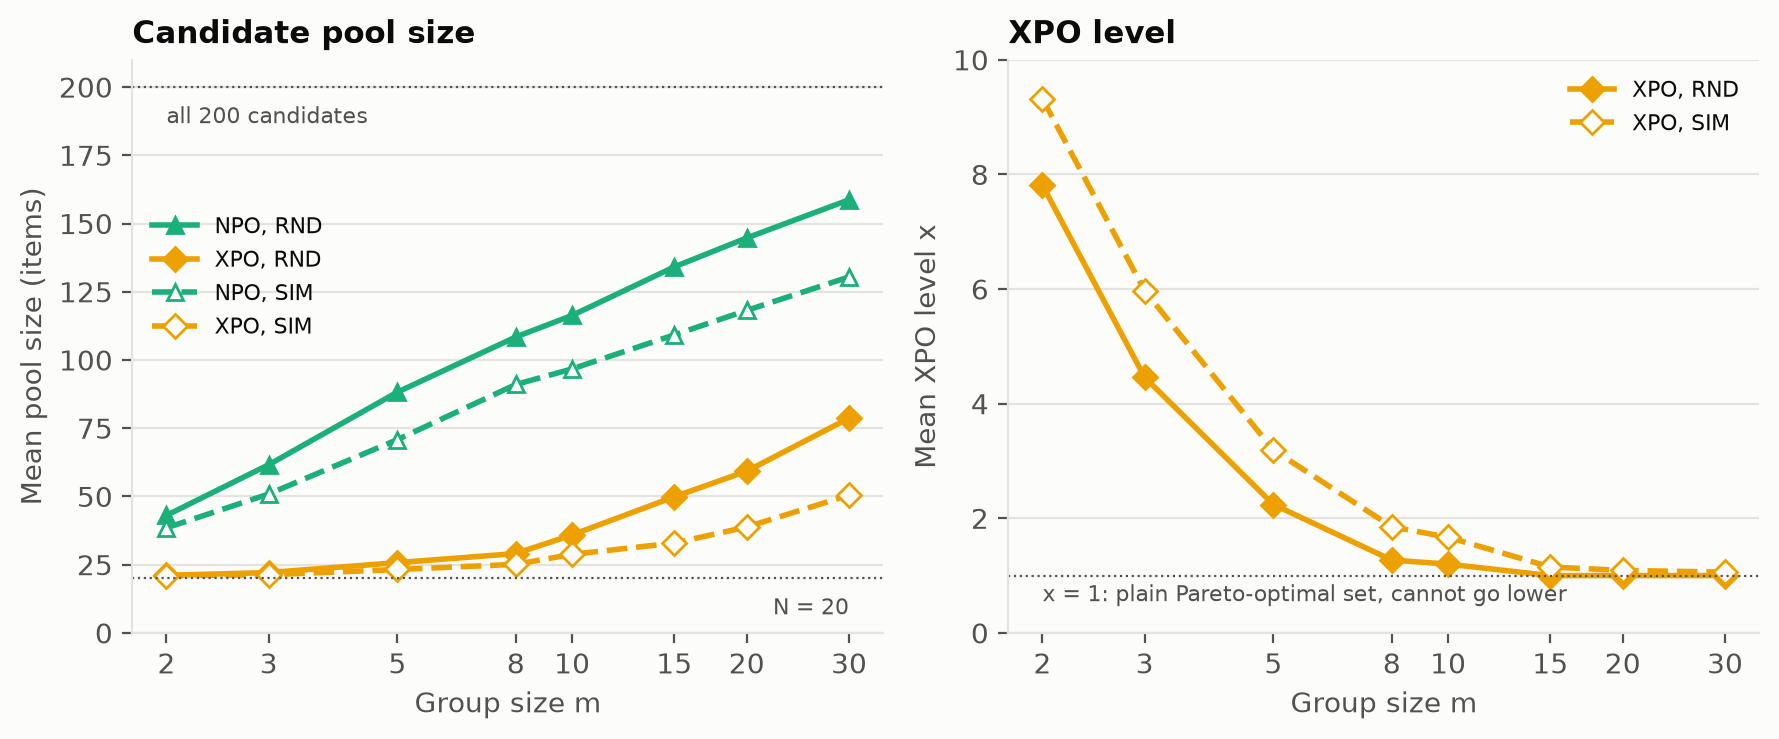 Candidate pool size
Mean pool size (items)
200
175
150
125
100
75
50
25
0
all 200 candidates
NPO, RND
XPO, RND
NPO, SIM
XPO, SIM
N = 20
2 3 5 8 10 15 20 30
Group size m
XPO level
Mean XPO level x
10
8
6
4
2
0
XPO, RND
XPO, SIM
x = 1: plain Pareto-optimal set, cannot go lower
2 3 5 8 10 15 20 30
Group size m